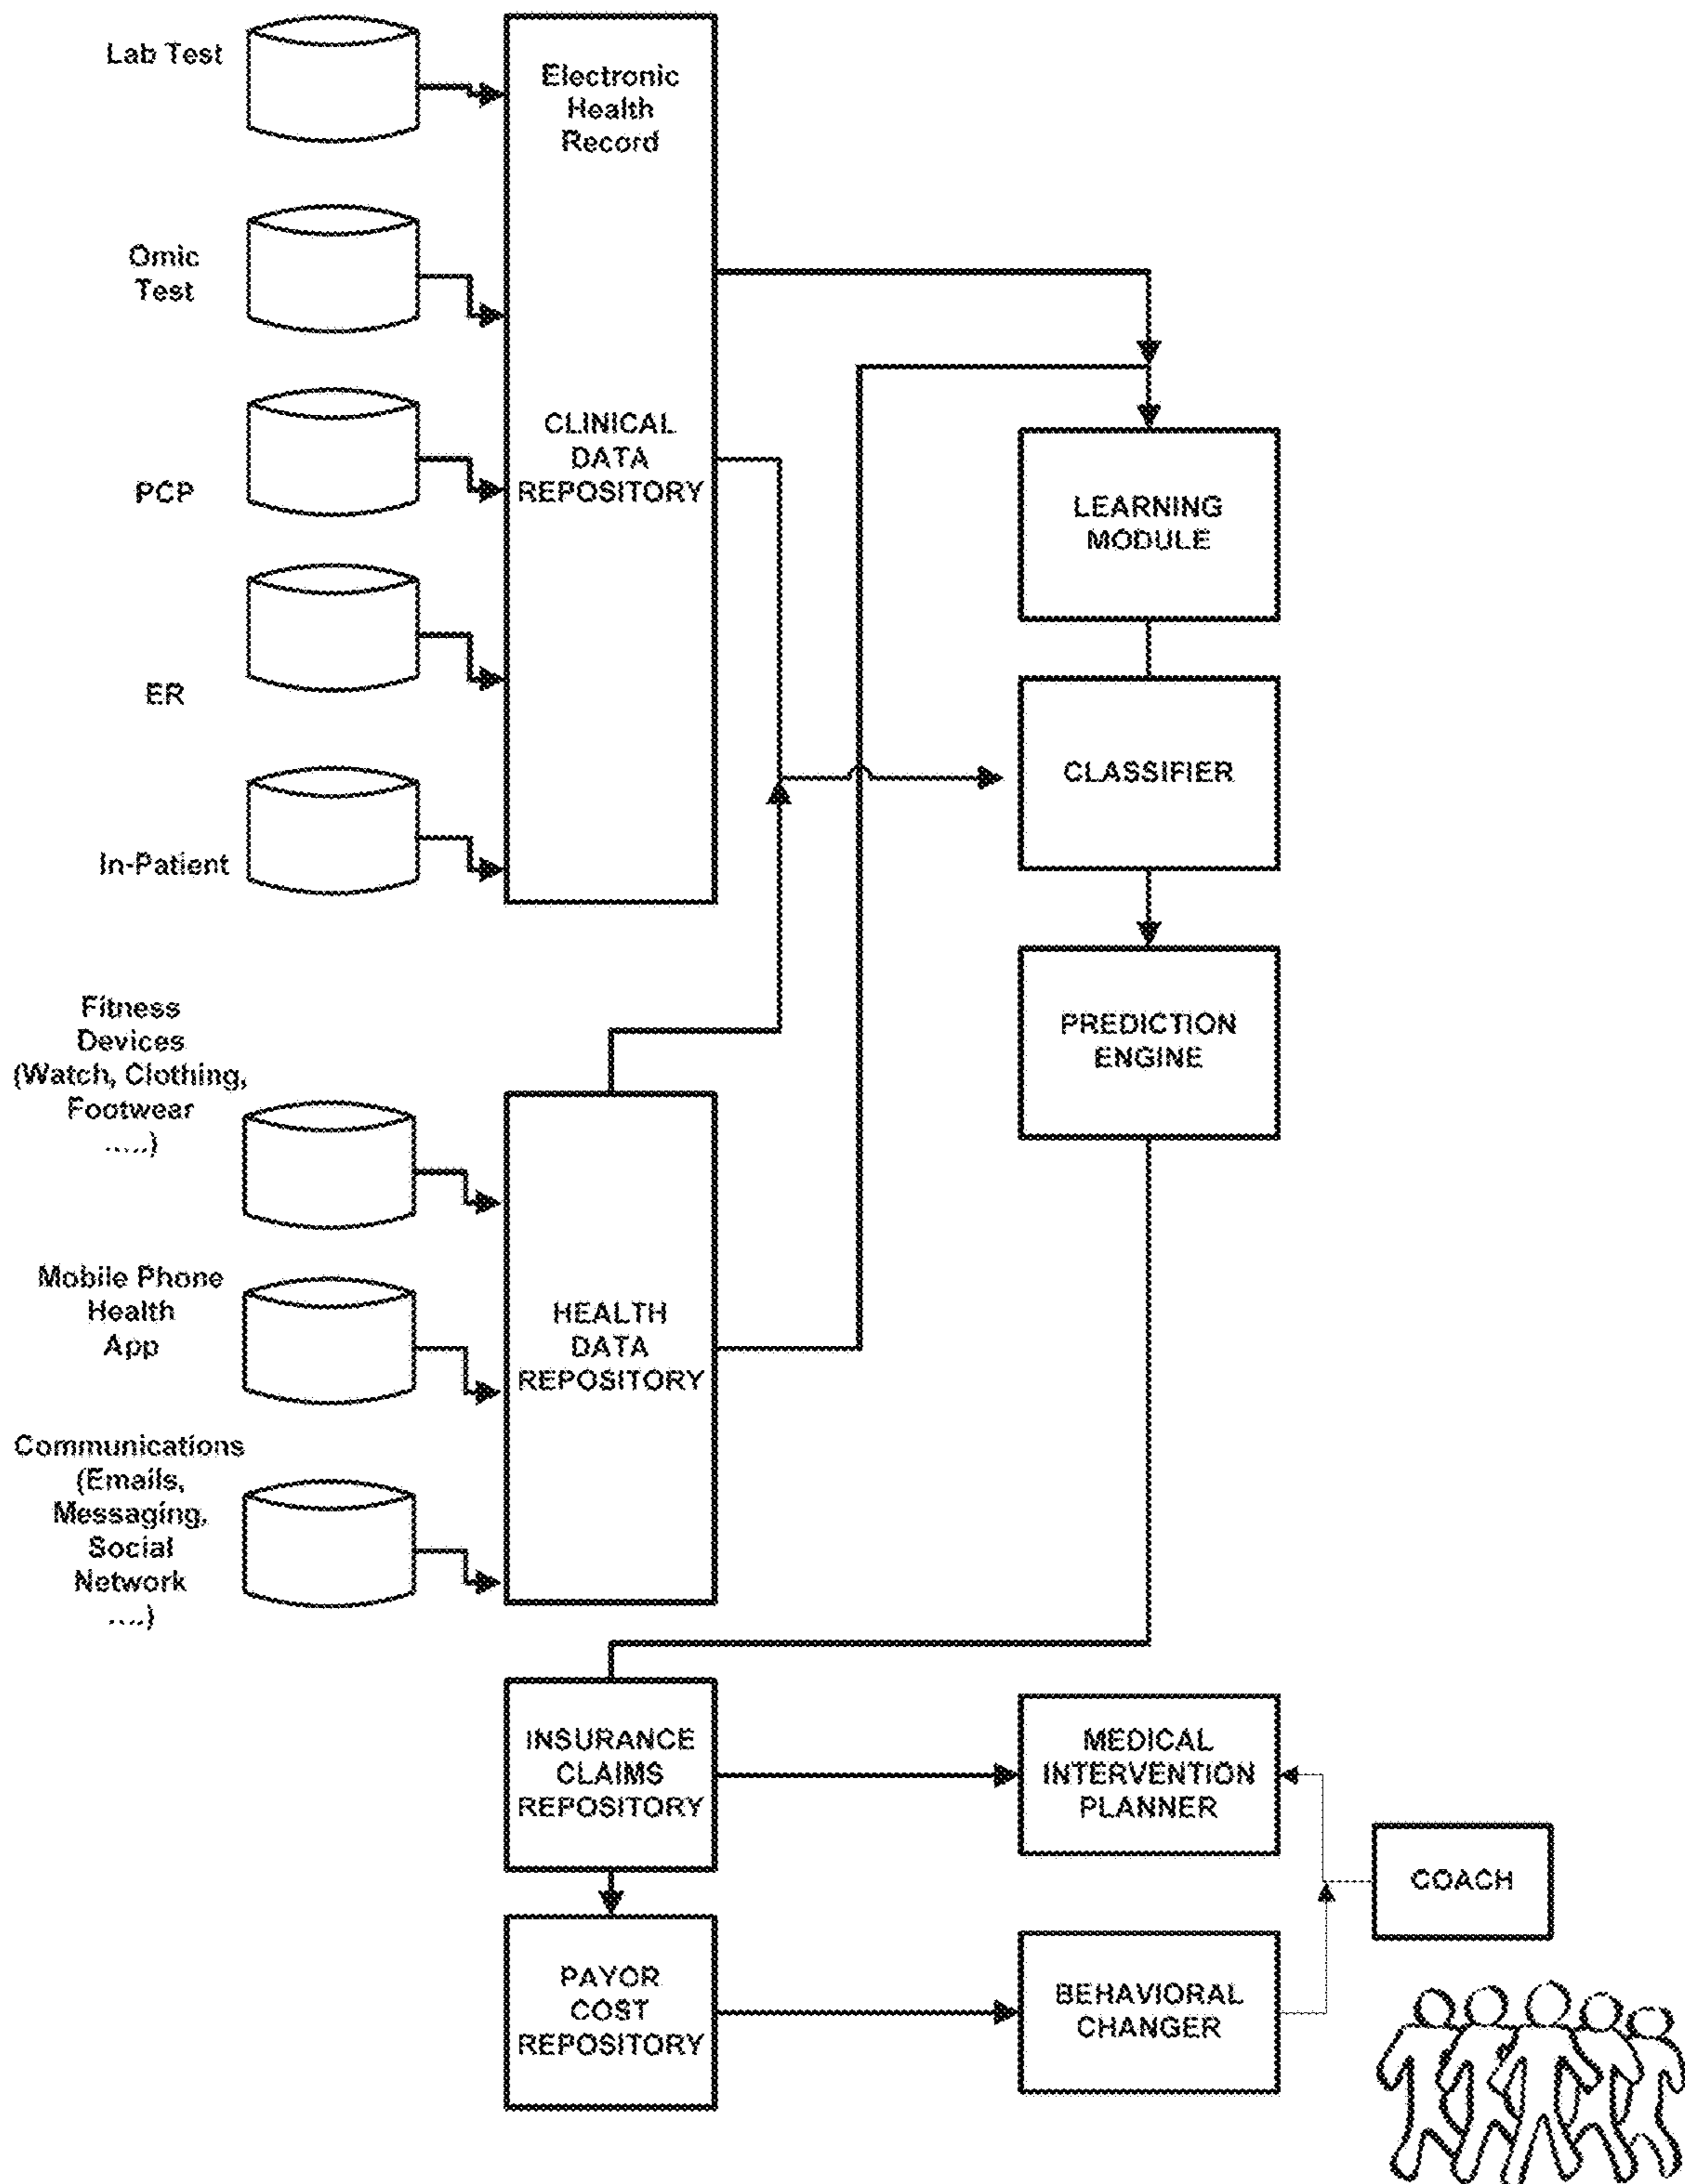 Lab Test
Electronic
Health
Record
Omic
Test
CLINICAL
DATA
REPOSITORY
PCP
LEARNING
MODULE
ER
CLASSIFIER
In-Patient
Fitness
Devices
(Watch, Clothing,
Footwear
.....)
PREDICTION
ENGINE
Mobile Phone
Health
App
HEALTH
DATA
REPOSITORY
Communications
(Emails,
Messaging,
Social
Network
....)
INSURANCE
CLAIMS
REPOSITORY
MEDICAL
INTERVENTION
PLANNER
COACH
PAYOR
COST
REPOSITORY
BEHAVIORAL
CHANGER